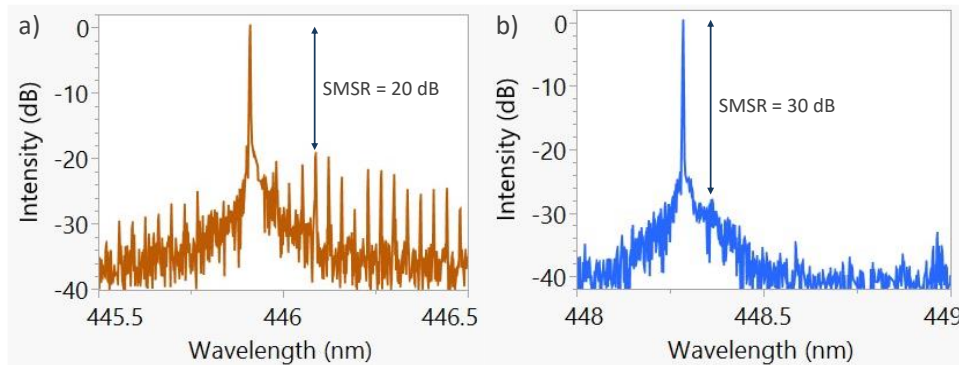 a)
Intensity (dB)
0
-10
-20
-30
-40
SMSR = 20 dB
445.5
446
446.5
Wavelength (nm)
b)
Intensity (dB)
0
-10
-20
-30
-40
SMSR = 30 dB
448
448.5
449
Wavelength (nm)